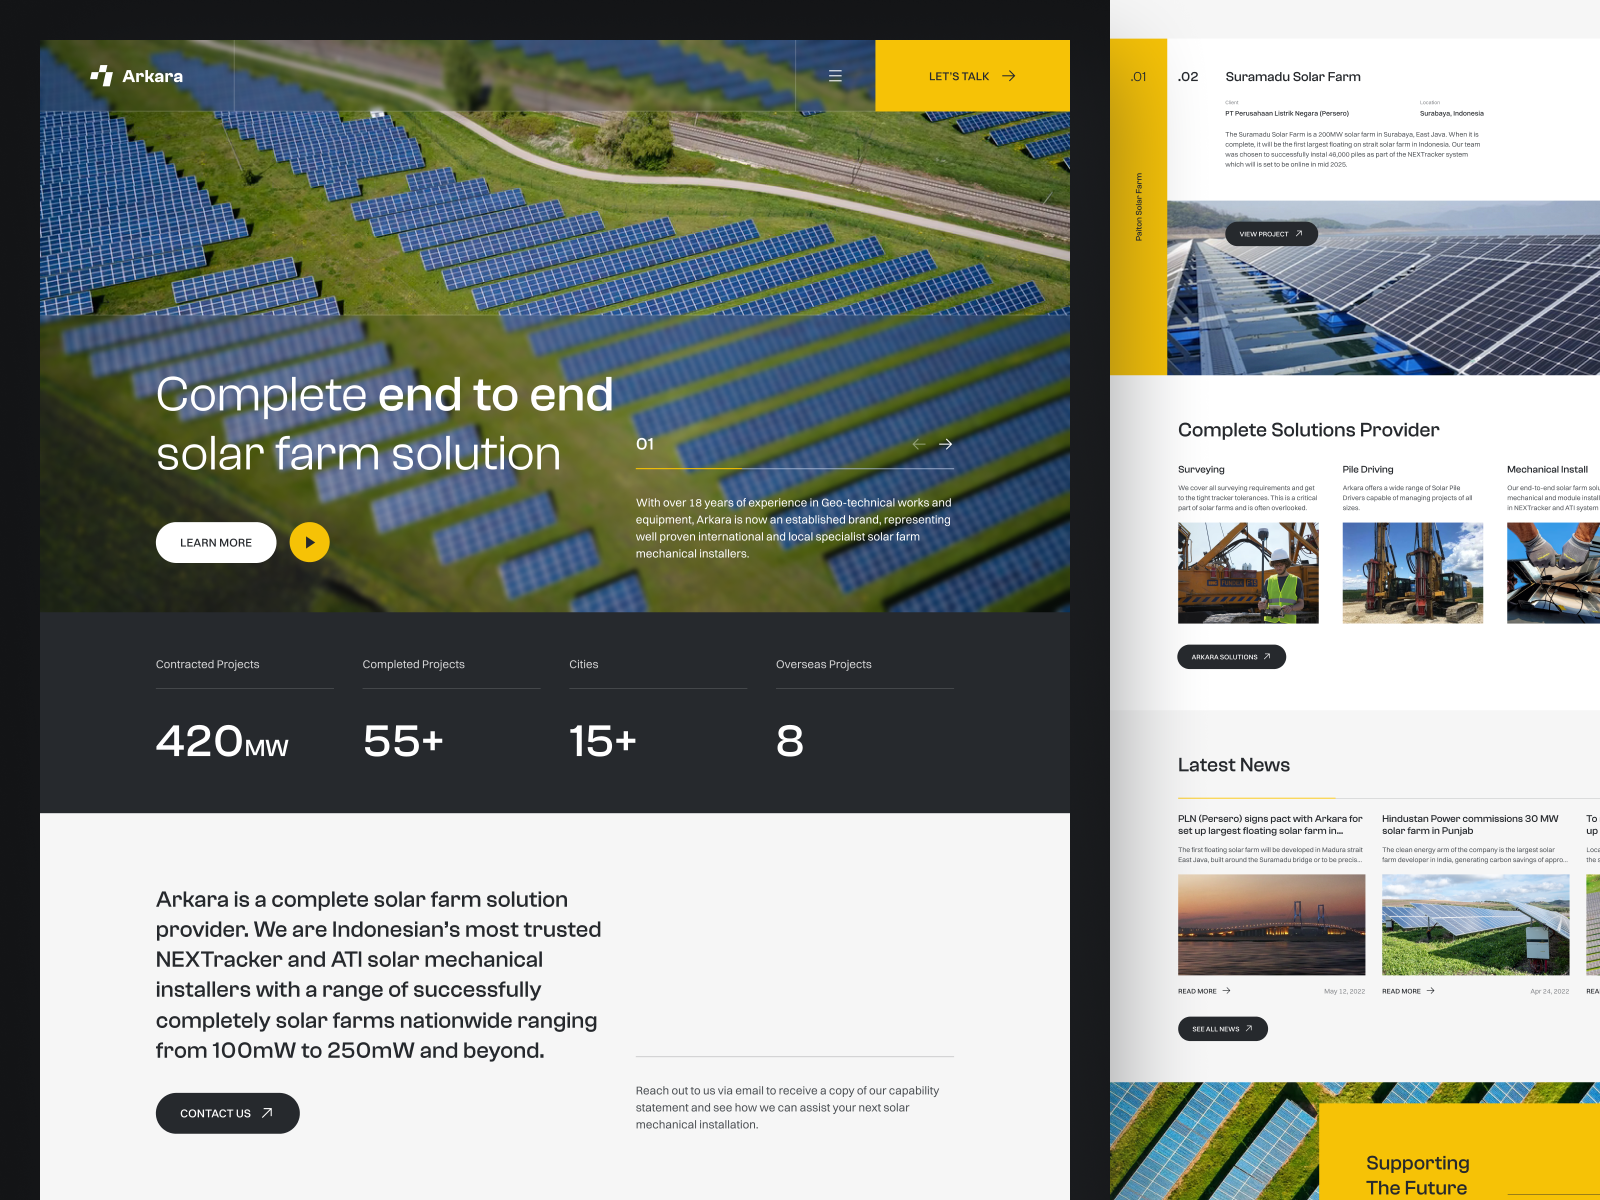 Arkara
LET'S TALK
Complete end to end
solar farm solution
LEARN MORE
01
With over 18 years of experience in Geo-technical works and
equipment, Arkara is now an established brand, representing
well proven international and local specialist solar farm
mechanical installers.
Contracted Projects
420MW
Completed Projects
55+
Cities
15+
Overseas Projects
8
Arkara is a complete solar farm solution
provider. We are Indonesian's most trusted
NEXTracker and ATI solar mechanical
installers with a range of successfully
completely solar farms nationwide ranging
from 100mW to 250mW and beyond.
CONTACT US
Reach out to us via email to receive a copy of our capability
statement and see how we can assist your next solar
mechanical installation.
.01
Paiton Solar Farm
.02
Suramadu Solar Farm
Client
PT Perusahaan Listrik Negara (Persero)
Location
Surabaya, Indonesia
The Suramadu Solar Farm is a 200MW solar farm in Surabaya, East Java. When it is
complete, it will be the first largest floating on strait solar farm in Indonesia. Our team
was chosen to successfully instal 46,000 piles as part of the NEXTracker system
which will is set to be online in mid 2025.
VIEW PROJECT
Complete Solutions Provider
Surveying
We cover all surveying requirements and get
to the tight tracker tolerances. This is a critical
part of solar farms and is often overlooked.
Pile Driving
Arkara offers a wide range of Solar Pile
Drivers capable of managing projects of all
sizes.
Mechanical Install
Our end-to-end solar farm solu
mechanical and module install
in NEXTracker and ATI system
ARKARA SOLUTIONS
Latest News
PLN (Persero) signs pact with Arkara for
set up largest floating solar farm in...
The first floating solar farm will be developed in Madura strait
East Java, built around the Suramadu bridge or to be precis...
READ MORE
May 12, 2022
Hindustan Power commissions 30 MW
solar farm in Punjab
The clean energy arm of the company is the largest solar
farm developer in India, generating carbon savings of appro...
READ MORE
Apr 24, 2022
To
up
Loca
the s
REA
SEE ALL NEWS
Supporting
The Future